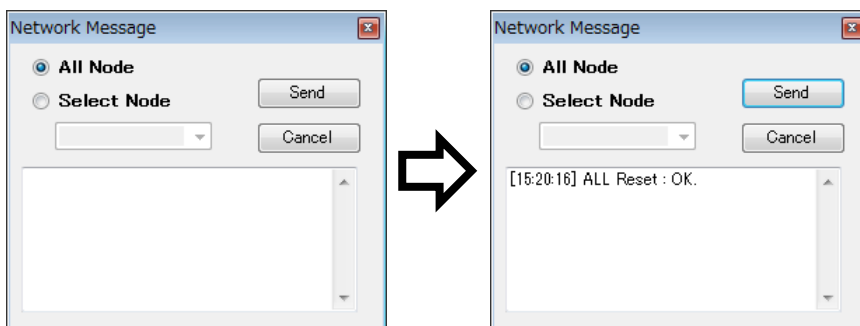 Network Message
All Node
Select Node
Send
Cancel
Network Message
All Node
Select Node
Send
Cancel
[15:20:16] ALL Reset : OK.